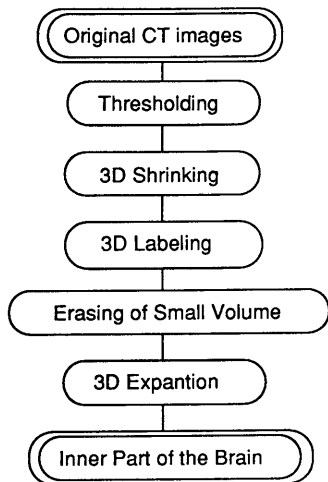 Original CT images
Thresholding
3D Shrinking
3D Labeling
Erasing of Small Volume
3D Expantion
Inner Part of the Brain